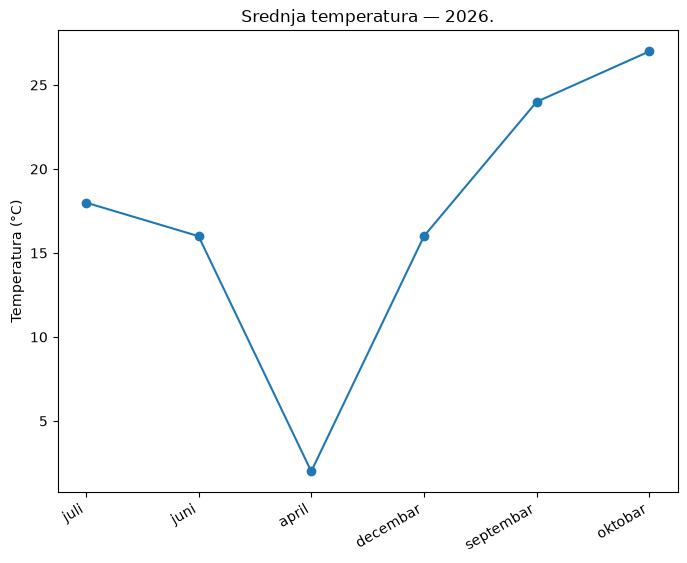 Srednja temperatura — 2026.
Temperatura (°C)
25
20
15
10
5
juli
juni
april
decembar
septembar
oktobar